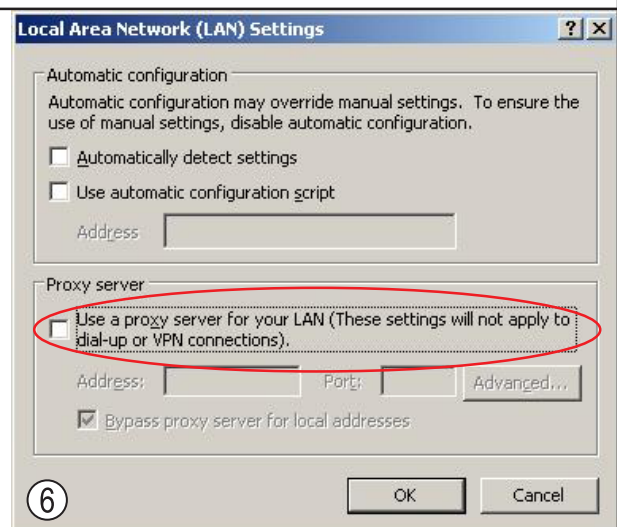 Local Area Network (LAN) Settings
Automatic configuration
Automatic configuration may override manual settings. To ensure the
use of manual settings, disable automatic configuration.
Automatically detect settings
Use automatic configuration script
Address
Proxy server
Use a proxy server for your LAN (These settings will not apply to
dial-up or VPN connections).
Address: Port: Advanced...
Bypass proxy server for local addresses
OK Cancel
⑥